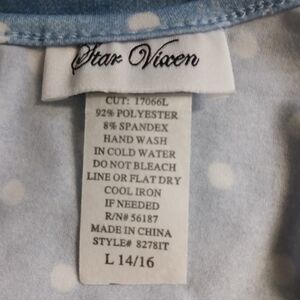 Star Vixen
CUT: 17066L
92% POLYESTER
8% SPANDEX
HAND WASH
IN COLD WATER
DO NOT BLEACH
LINE OR FLAT DRY
COOL IRON
IF NEEDED
R/N# 56187
MADE IN CHINA
STYLE# 8278IT
L 14/16